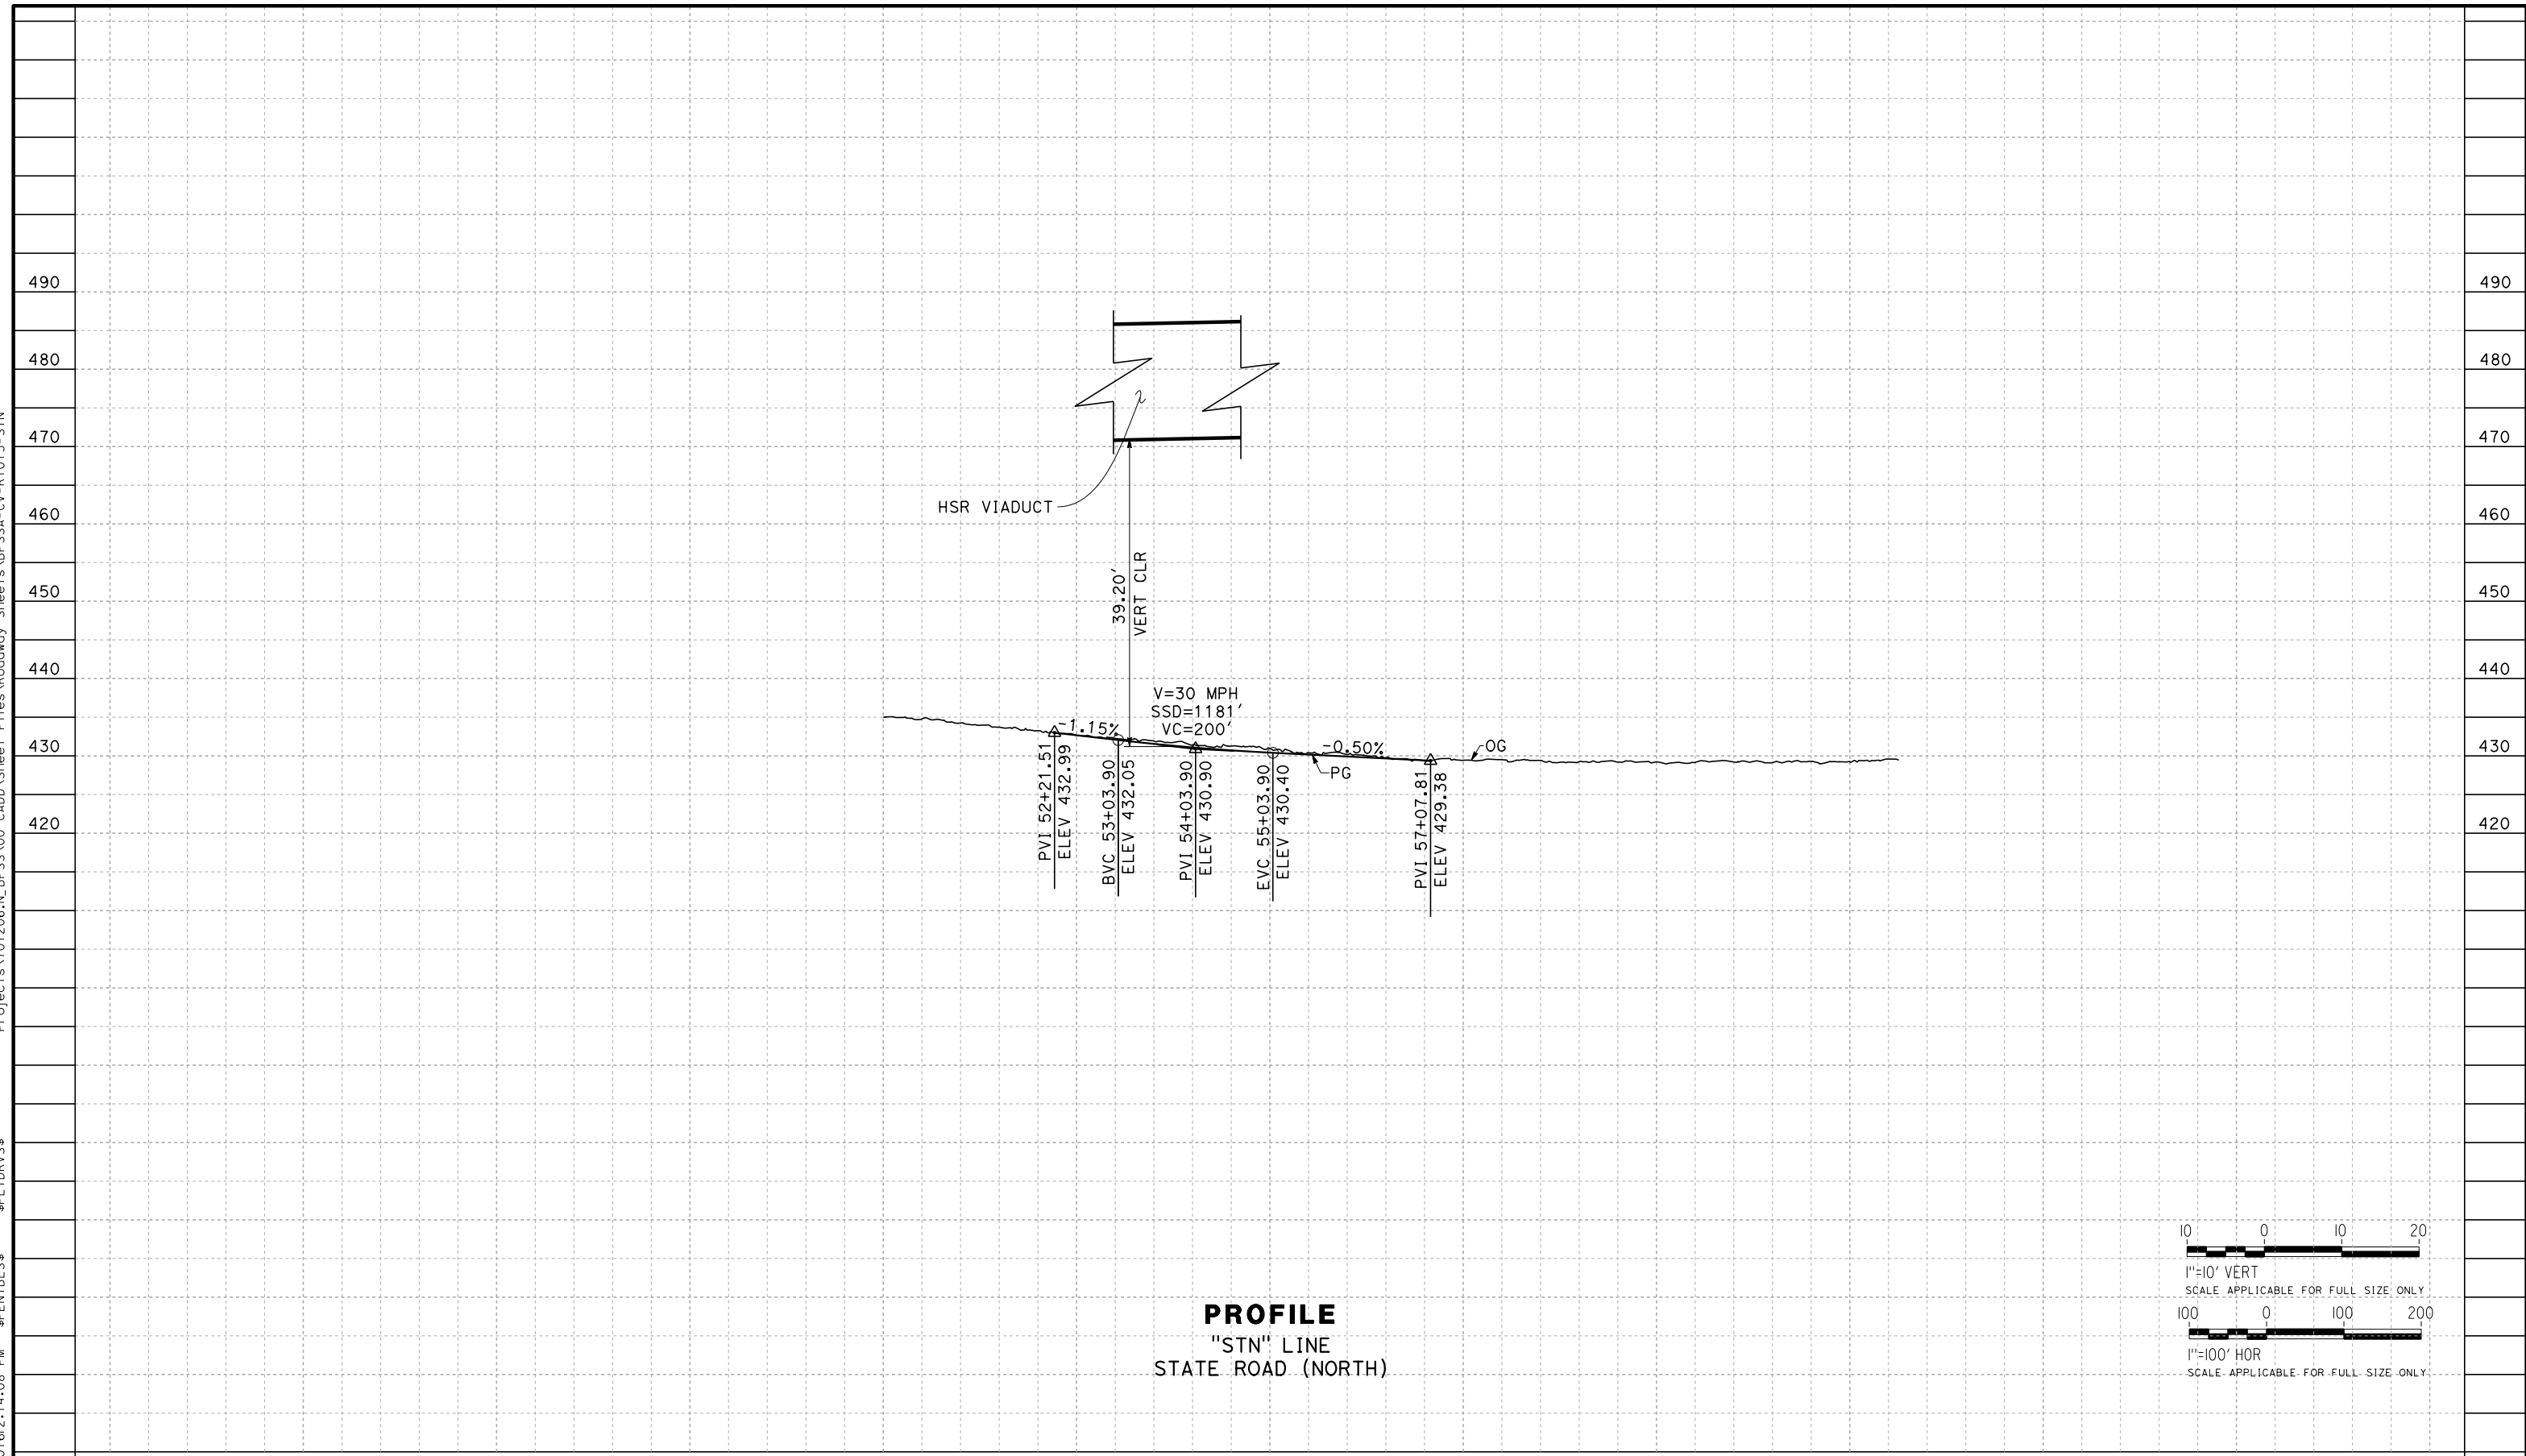 490
490
480
480
470
470
HSR VIADUCT
460
460
39.20'
VERT CLR
450
450
440
440
V=30 MPH
SSD=1181'
VC=200'
-1.15%
-0.50%
OG
PG
430
430
PVI 52+21.51
ELEV 432.99
BVC 53+03.90
ELEV 432.05
PVI 54+03.90
ELEV 430.90
EVC 55+03.90
ELEV 430.40
PVI 57+07.81
ELEV 429.38
420
420
10 0 10 20
1"=10' VERT
SCALE APPLICABLE FOR FULL SIZE ONLY
100 0 100 200
1"=100' HOR
SCALE APPLICABLE FOR FULL SIZE ONLY
PROFILE
"STN" LINE
STATE ROAD (NORTH)